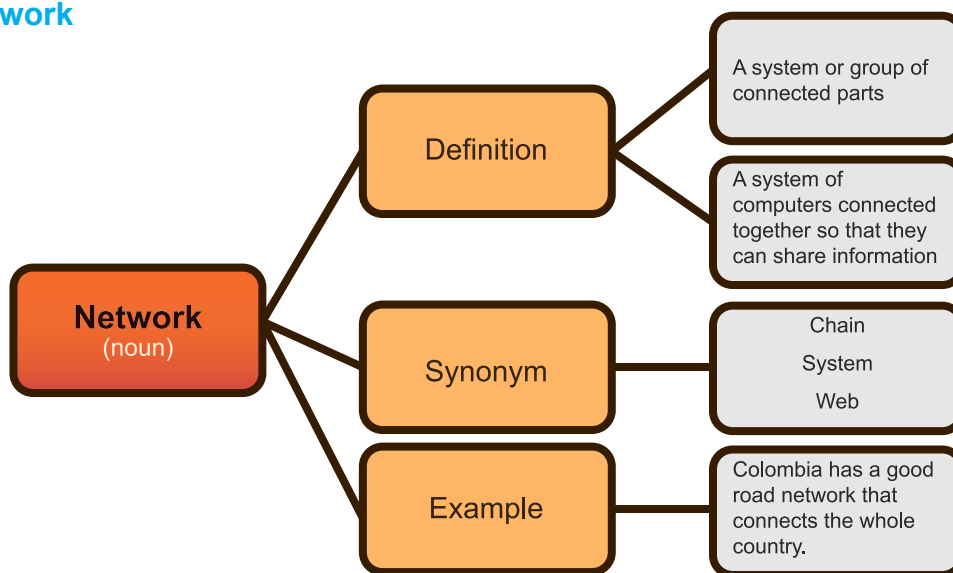 work
Network
(noun)
Definition
A system or group of
connected parts
A system of
computers connected
together so that they
can share information
Synonym
Chain
System
Web
Example
Colombia has a good
road network that
connects the whole
country.